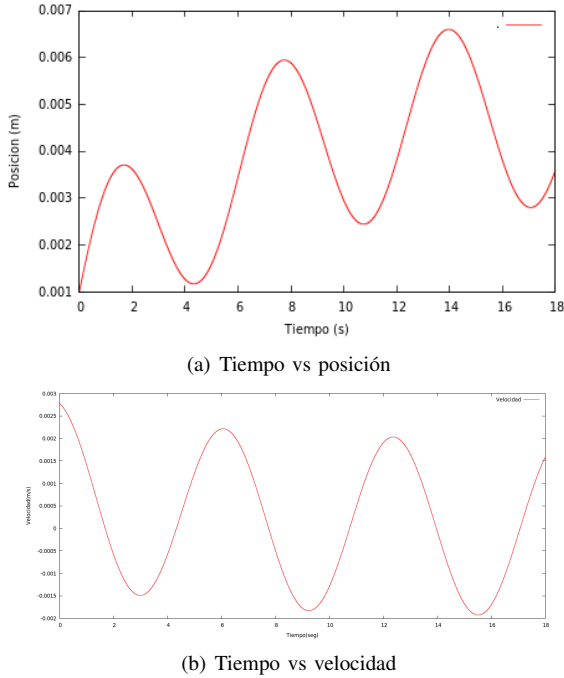 0.007
0.006
0.005
0.004
0.003
0.002
0.001
Posicion (m)
0 2 4 6 8 10 12 14 16 18
Tiempo (s)
(a) Tiempo vs posición
0.003
0.0025
0.002
0.0015
0.001
0.0005
0
-0.0005
-0.001
-0.0015
-0.002
Velocidad(m/s)
Velocidad
0 2 4 6 8 10 12 14 16 18
Tiempo(seg)
(b) Tiempo vs velocidad